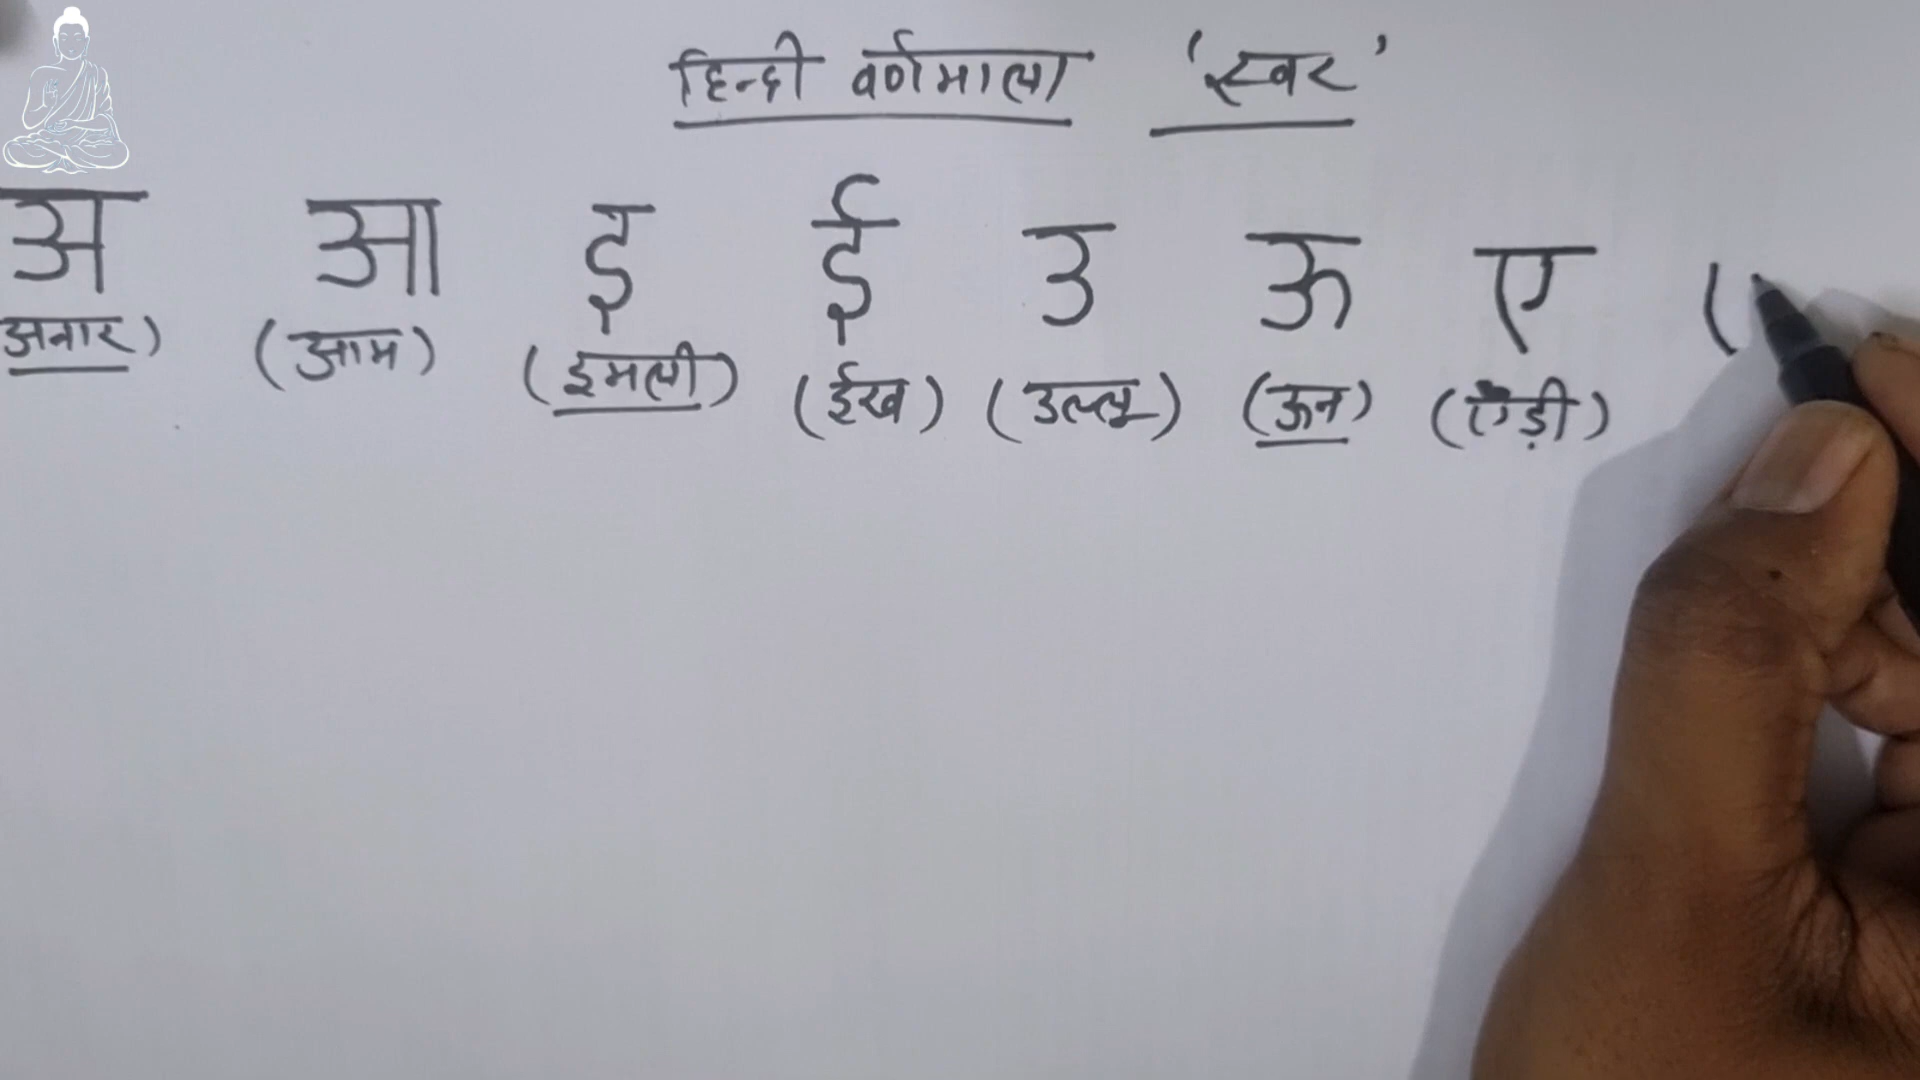 हिन्दी वर्णमाला 'स्वर'
अ आ इ ई उ ऊ ए (
अनार) (आम) (इमली) (ईख) (उल्लू) (ऊन) (एड़ी)